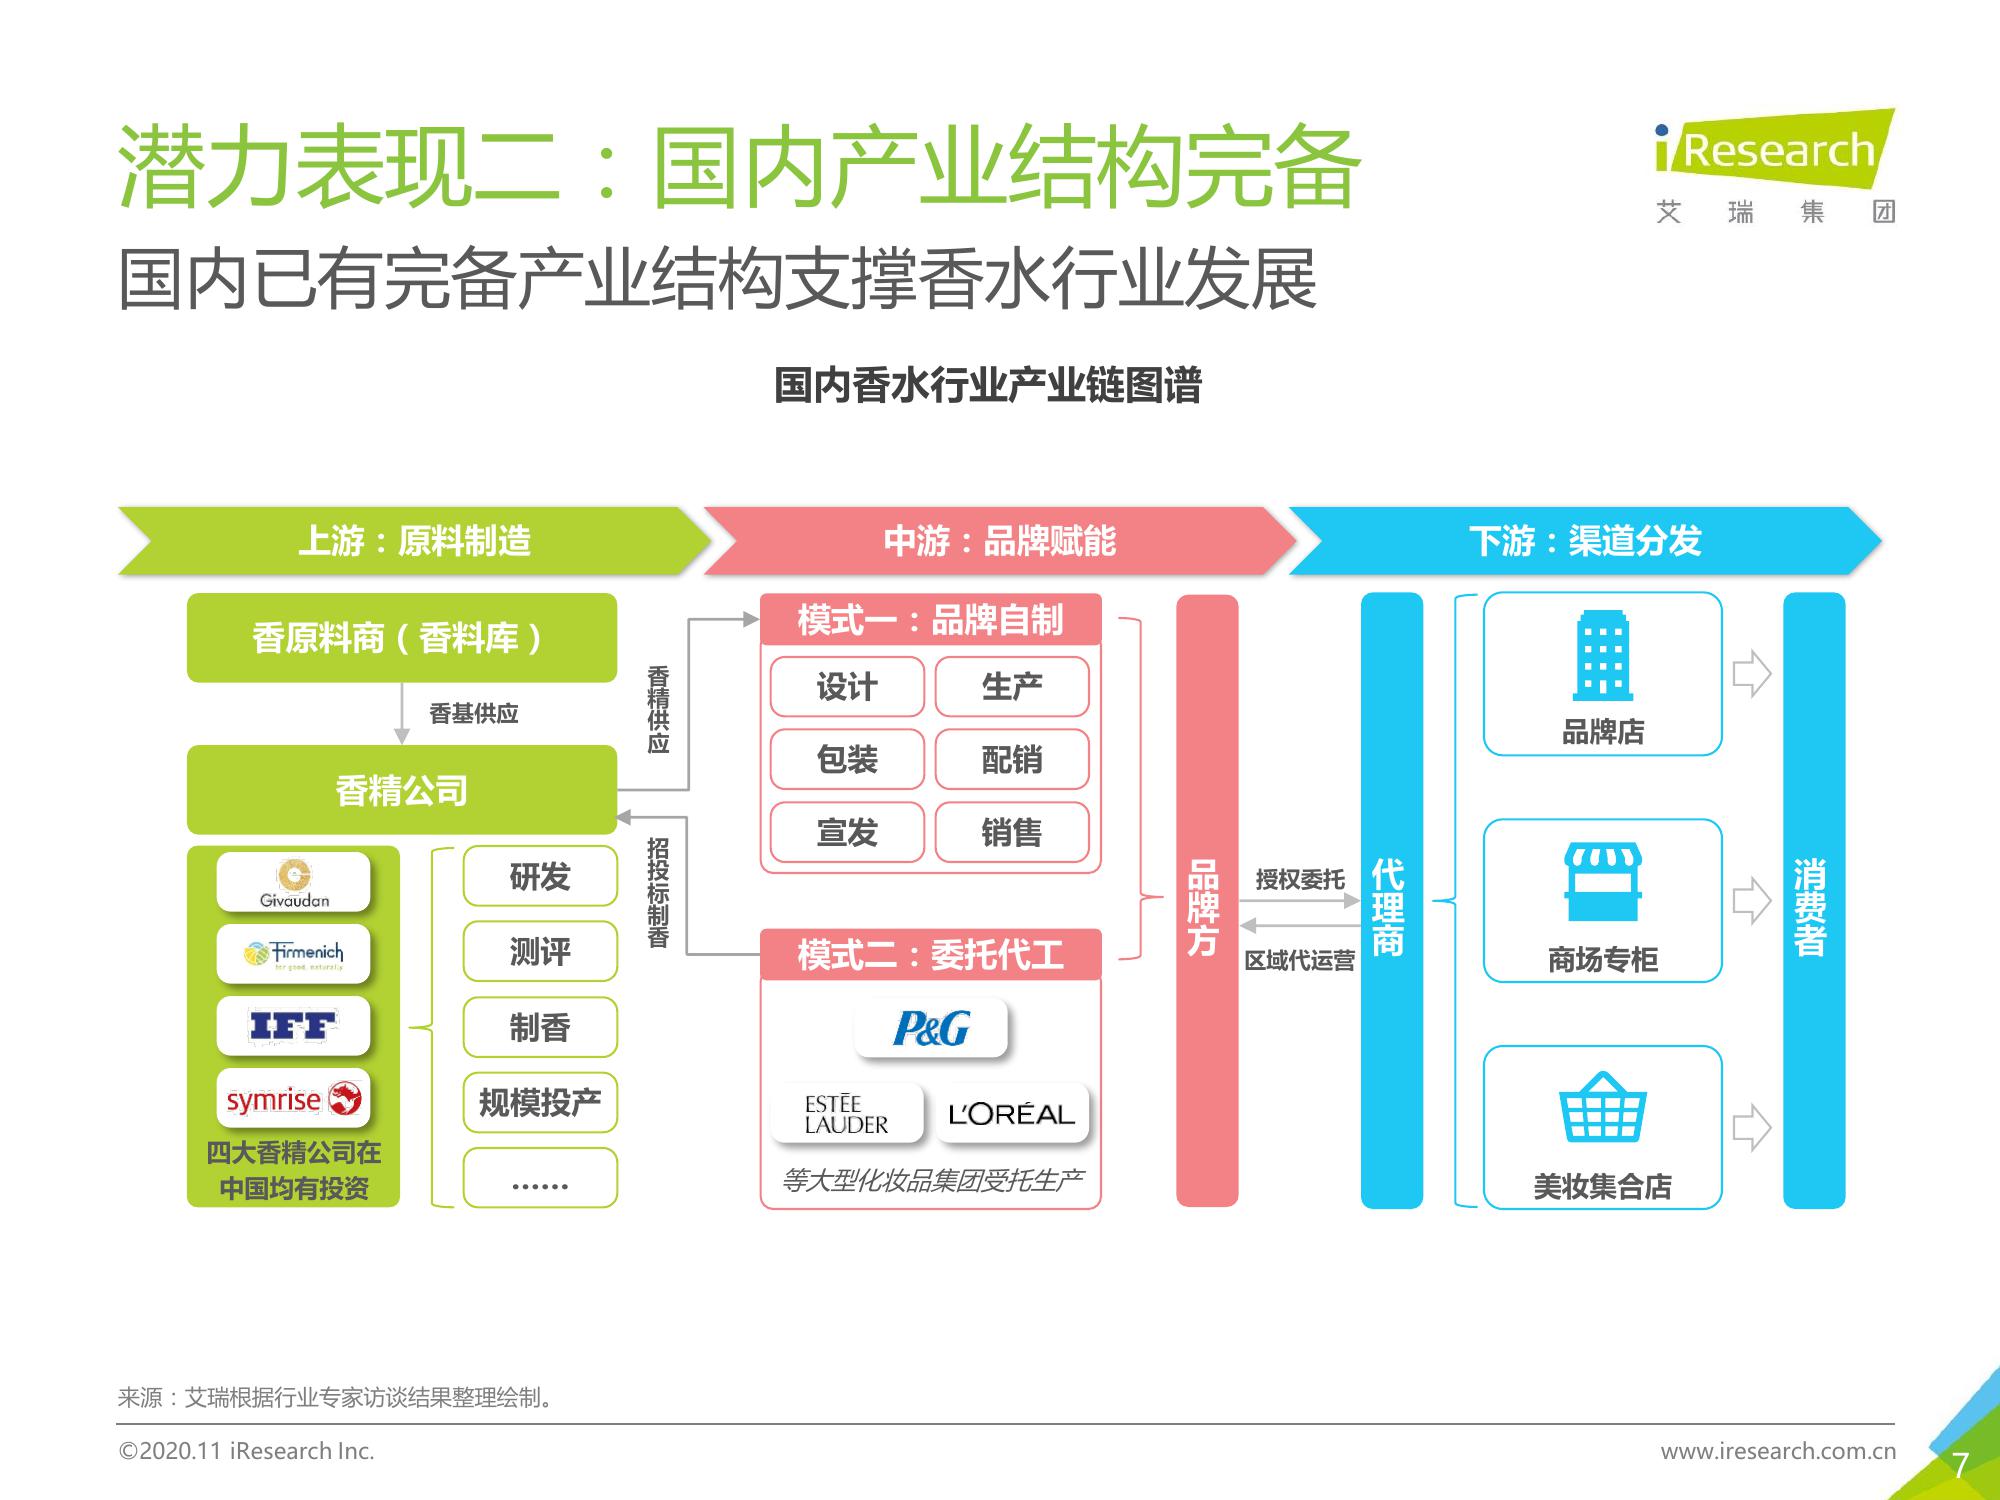 潜力表现二：国内产业结构完备
iResearch
艾瑞集团
国内已有完备产业结构支撑香水行业发展
国内香水行业产业链图谱
上游：原料制造
中游：品牌赋能
下游：渠道分发
香原料商（香料库）
香基供应
香精公司
Givaudan
Firmenich
for good, naturally
IFF
symrise
四大香精公司在
中国均有投资
研发
测评
制香
规模投产
......
香精供应
招投标制香
模式一：品牌自制
设计
生产
包装
配销
宣发
销售
模式二：委托代工
P&G
ESTĒE
LAUDER
L'ORÉAL
等大型化妆品集团受托生产
品牌方
授权委托
区域代运营
代理商
品牌店
商场专柜
美妆集合店
消费者
来源：艾瑞根据行业专家访谈结果整理绘制。
©2020.11 iResearch Inc.
www.iresearch.com.cn
7